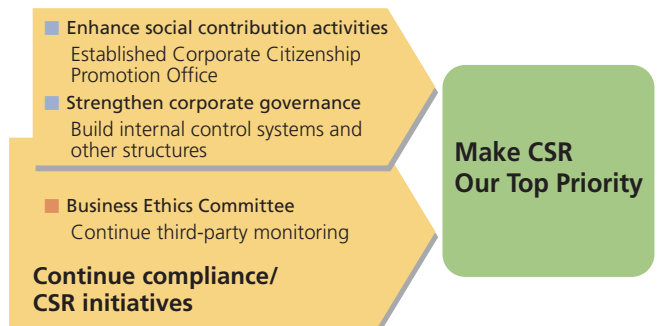 Enhance social contribution activities
Established Corporate Citizenship
Promotion Office
Strengthen corporate governance
Build internal control systems and
other structures
Business Ethics Committee
Continue third-party monitoring
Continue compliance/
CSR initiatives
Make CSR
Our Top Priority